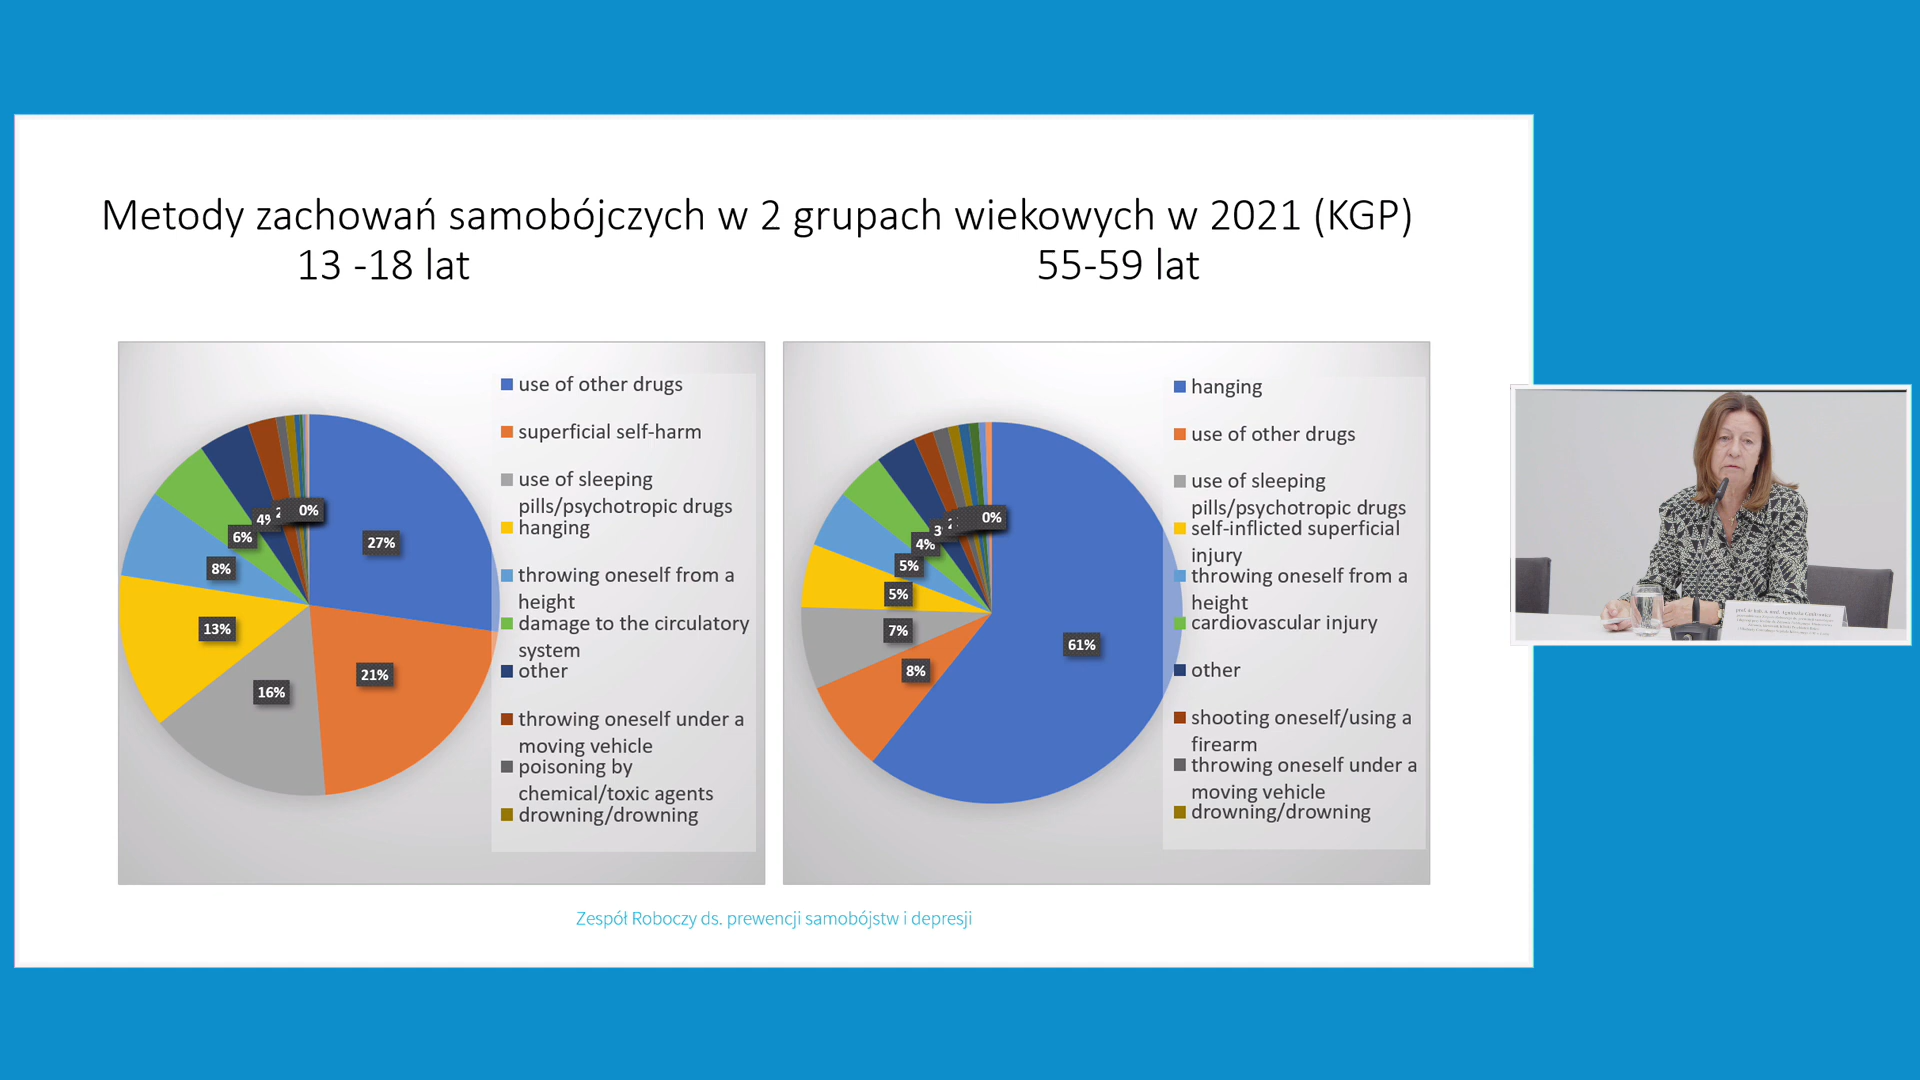 Metody zachowań samobójczych w 2 grupach wiekowych w 2021 (KGP)
13 -18 lat
55-59 lat
27%
21%
16%
13%
8%
6%
4%
2
0%
use of other drugs
superficial self-harm
use of sleeping
pills/psychotropic drugs
hanging
throwing oneself from a
height
damage to the circulatory
system
other
throwing oneself under a
moving vehicle
poisoning by
chemical/toxic agents
drowning/drowning
61%
8%
7%
5%
5%
4%
3
2
0%
hanging
use of other drugs
use of sleeping
pills/psychotropic drugs
self-inflicted superficial
injury
throwing oneself from a
height
cardiovascular injury
other
shooting oneself/using a
firearm
throwing oneself under a
moving vehicle
drowning/drowning
Zespół Roboczy ds. prewencji samobójstw i depresji